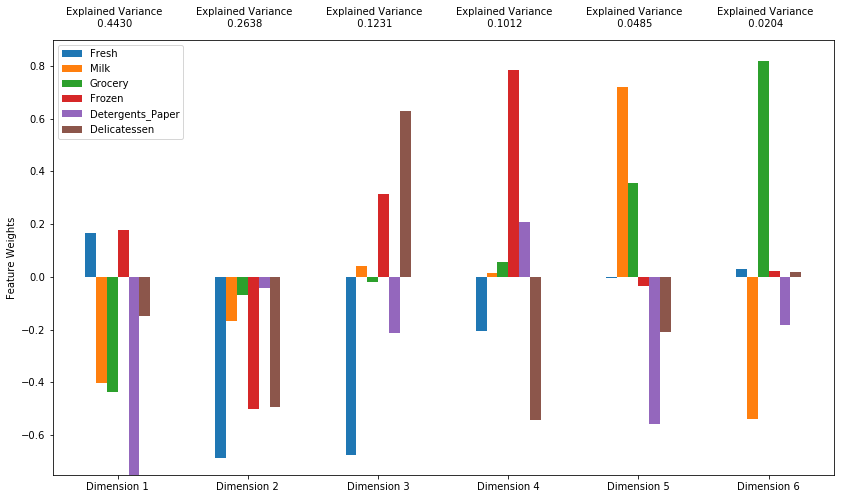 Explained Variance Explained Variance Explained Variance Explained Variance Explained Variance Explained Variance
0.4430 0.2638 0.1231 0.1012 0.0485 0.0204
Fresh
Milk
Grocery
Frozen
Detergents_Paper
Delicatessen
0.8
0.6
0.4
0.2
0.0
−0.2
−0.4
−0.6
Feature Weights
Dimension 1 Dimension 2 Dimension 3 Dimension 4 Dimension 5 Dimension 6